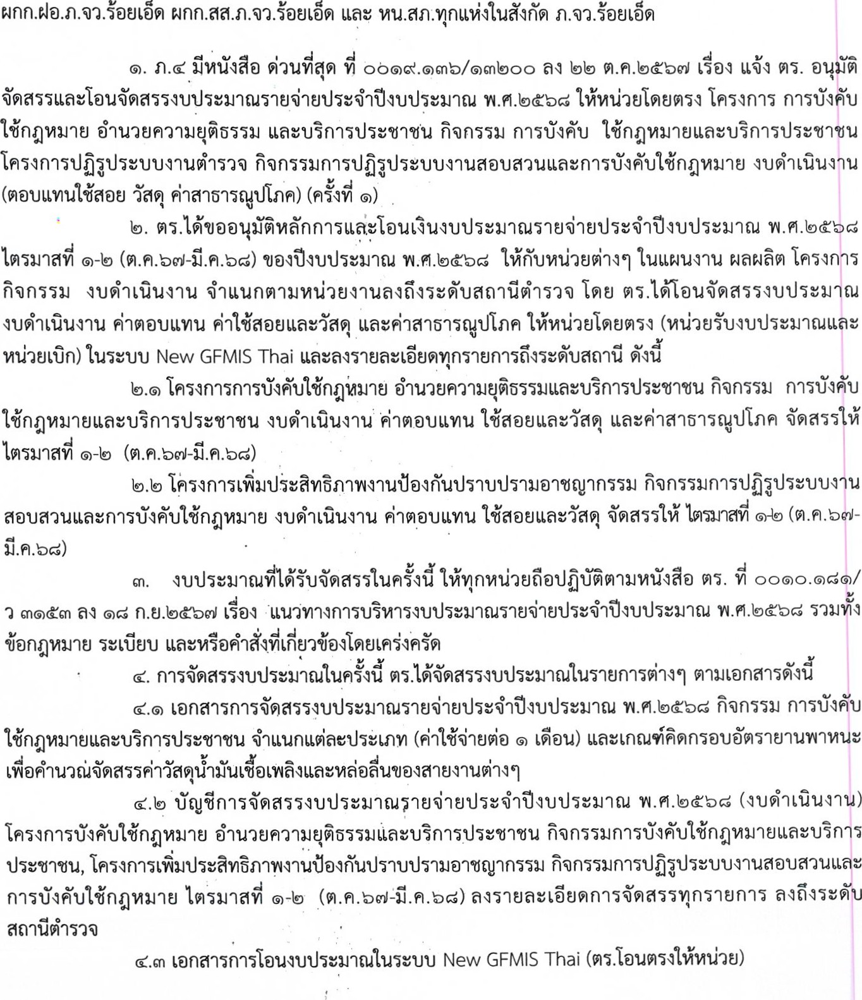 ผกก.ฝอ.ภ.จว.ร้อยเอ็ด ผกก.สส.ภ.จว.ร้อยเอ็ด และ หน.สภ.ทุกแห่งในสังกัด ภ.จว.ร้อยเอ็ด
๑. ภ.๔ มีหนังสือ ด่วนที่สุด ที่ ๐๐๑๙.๑๓๖/๑๓๒๐๐ ลง ๒๒ ต.ค.๒๕๖๗ เรื่อง แจ้ง ตร. อนุมัติ
จัดสรรและโอนจัดสรรงบประมาณรายจ่ายประจำปีงบประมาณ พ.ศ.๒๕๖๘ ให้หน่วยโดยตรง โครงการ การบังคับ
ใช้กฎหมาย อำนวยความยุติธรรม และบริการประชาชน กิจกรรม การบังคับ ใช้กฎหมายและบริการประชาชน
โครงการปฏิรูประบบงานตำรวจ กิจกรรมการปฏิรูประบบงานสอบสวนและการบังคับใช้กฎหมาย งบดำเนินงาน
(ตอบแทนใช้สอย วัสดุ ค่าสาธารณูปโภค) (ครั้งที่ ๑)
๒. ตร.ได้ขออนุมัติหลักการและโอนเงินงบประมาณรายจ่ายประจำปีงบประมาณ พ.ศ.๒๕๖๘
ไตรมาสที่ ๑-๒ (ต.ค.๖๗-มี.ค.๖๘) ของปีงบประมาณ พ.ศ.๒๕๖๘ ให้กับหน่วยต่างๆ ในแผนงาน ผลผลิต โครงการ
กิจกรรม งบดำเนินงาน จำแนกตามหน่วยงานลงถึงระดับสถานีตำรวจ โดย ตร.ได้โอนจัดสรรงบประมาณ
งบดำเนินงาน ค่าตอบแทน ค่าใช้สอยและวัสดุ และค่าสาธารณูปโภค ให้หน่วยโดยตรง (หน่วยรับงบประมาณและ
หน่วยเบิก) ในระบบ New GFMIS Thai และลงรายละเอียดทุกรายการถึงระดับสถานี ดังนี้
๒.๑ โครงการการบังคับใช้กฎหมาย อำนวยความยุติธรรมและบริการประชาชน กิจกรรม การบังคับ
ใช้กฎหมายและบริการประชาชน งบดำเนินงาน ค่าตอบแทน ใช้สอยและวัสดุ และค่าสาธารณูปโภค จัดสรรให้
ไตรมาสที่ ๑-๒ (ต.ค.๖๗-มี.ค.๖๘)
๒.๒ โครงการเพิ่มประสิทธิภาพงานป้องกันปราบปรามอาชญากรรม กิจกรรมการปฏิรูประบบงาน
สอบสวนและการบังคับใช้กฎหมาย งบดำเนินงาน ค่าตอบแทน ใช้สอยและวัสดุ จัดสรรให้ ไตรมาสที่ ๑-๒ (ต.ค.๖๗-
มี.ค.๖๘)
๓. งบประมาณที่ได้รับจัดสรรในครั้งนี้ ให้ทุกหน่วยถือปฏิบัติตามหนังสือ ตร. ที่ ๐๐๑๐.๑๘๑/
ว ๓๑๕๓ ลง ๑๘ ก.ย.๒๕๖๗ เรื่อง แนวทางการบริหารงบประมาณรายจ่ายประจำปีงบประมาณ พ.ศ.๒๕๖๘ รวมทั้ง
ข้อกฎหมาย ระเบียบ และหรือคำสั่งที่เกี่ยวข้องโดยเคร่งครัด
๔. การจัดสรรงบประมาณในครั้งนี้ ตร.ได้จัดสรรงบประมาณในรายการต่างๆ ตามเอกสารดังนี้
๔.๑ เอกสารการจัดสรรงบประมาณรายจ่ายประจำปีงบประมาณ พ.ศ.๒๕๖๘ กิจกรรม การบังคับ
ใช้กฎหมายและบริการประชาชน จำแนกแต่ละประเภท (ค่าใช้จ่ายต่อ ๑ เดือน) และเกณฑ์คิดกรอบอัตรายานพาหนะ
เพื่อคำนวณจัดสรรค่าวัสดุน้ำมันเชื้อเพลิงและหล่อลื่นของสายงานต่างๆ
๔.๒ บัญชีการจัดสรรงบประมาณรายจ่ายประจำปีงบประมาณ พ.ศ.๒๕๖๘ (งบดำเนินงาน)
โครงการบังคับใช้กฎหมาย อำนวยความยุติธรรมและบริการประชาชน กิจกรรมการบังคับใช้กฎหมายและบริการ
ประชาชน, โครงการเพิ่มประสิทธิภาพงานป้องกันปราบปรามอาชญากรรม กิจกรรมการปฏิรูประบบงานสอบสวนและ
การบังคับใช้กฎหมาย ไตรมาสที่ ๑-๒ (ต.ค.๖๗-มี.ค.๖๘) ลงรายละเอียดการจัดสรรทุกรายการ ลงถึงระดับ
สถานีตำรวจ
๔.๓ เอกสารการโอนงบประมาณในระบบ New GFMIS Thai (ตร.โอนตรงให้หน่วย)